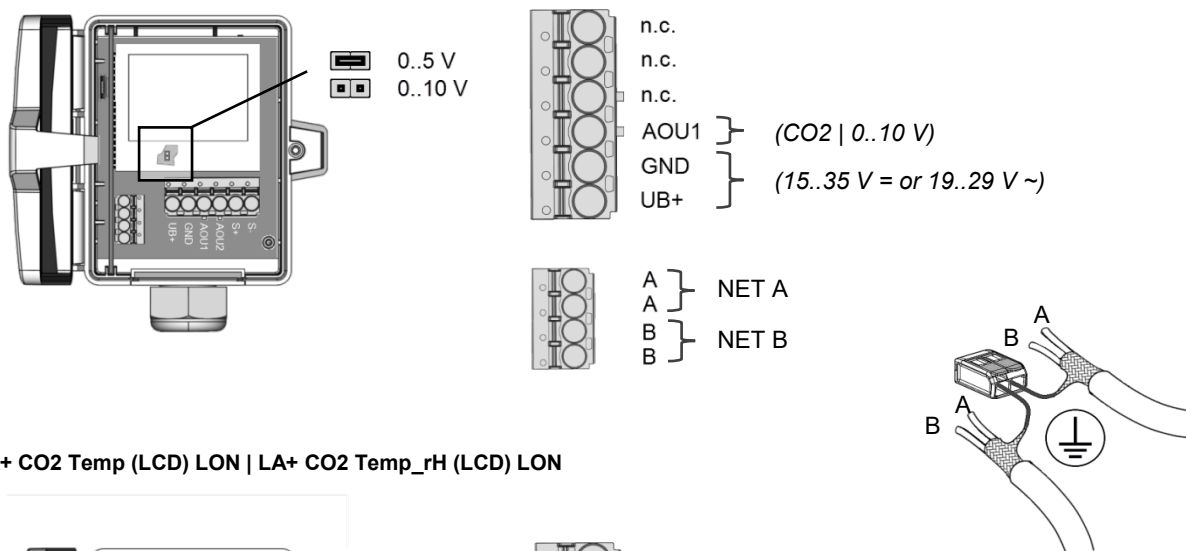 0..5 V
0..10 V
UB+
GND
AOU1
AOU2
S+
S-
n.c.
n.c.
n.c.
AOU1
(CO2 | 0..10 V)
GND
(15..35 V = or 19..29 V ~)
UB+
A
NET A
A
B
NET B
B
A
B
A
B
+ CO2 Temp (LCD) LON | LA+ CO2 Temp_rH (LCD) LON